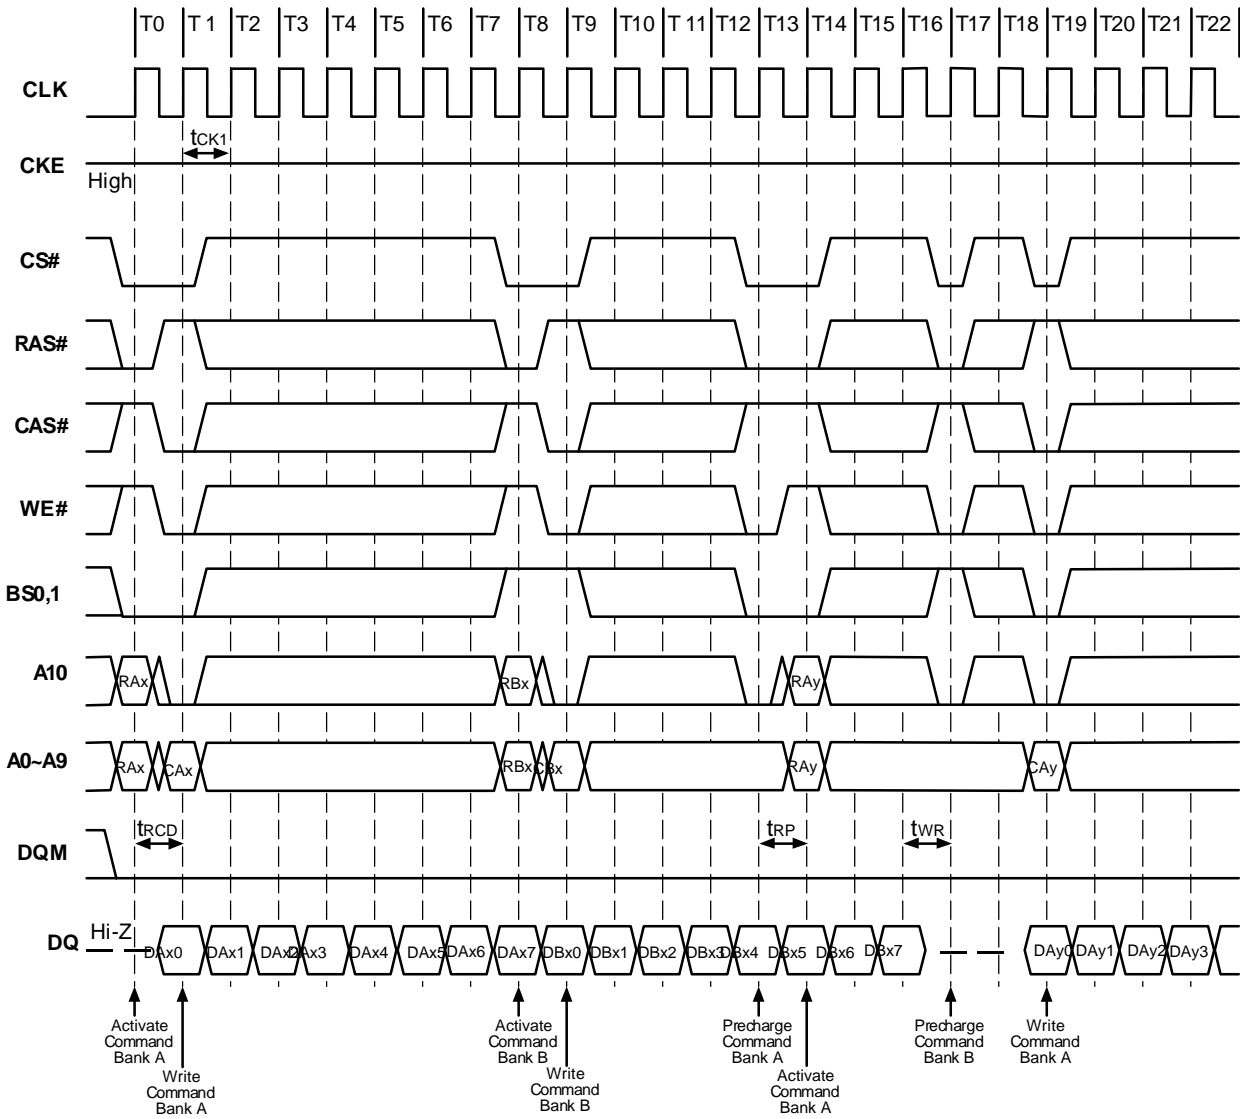 T0 T 1 T2 T3 T4 T5 T6 T7 T8 T9 T10 T 11 T12 T13 T14 T15 T16 T17 T18 T19 T20 T21 T22
CLK
tCK1
CKE
High
CS#
RAS#
CAS#
WE#
BS0,1
A10 RAx RBx RAy
A0~A9 RAx CAx RBx CBx RAy CAy
tRCD tRP tWR
DQM
Hi-Z
DQ DAx0 DAx1 DAx2 DAx3 DAx4 DAx5 DAx6 DAx7 DBx0 DBx1 DBx2 DBx3 DBx4 DBx5 DBx6 DBx7 DAy0 DAy1 DAy2 DAy3
Activate
Command
Bank A
Write
Command
Bank A
Activate
Command
Bank B
Write
Command
Bank B
Precharge
Command
Bank A
Activate
Command
Bank A
Precharge
Command
Bank B
Write
Command
Bank A